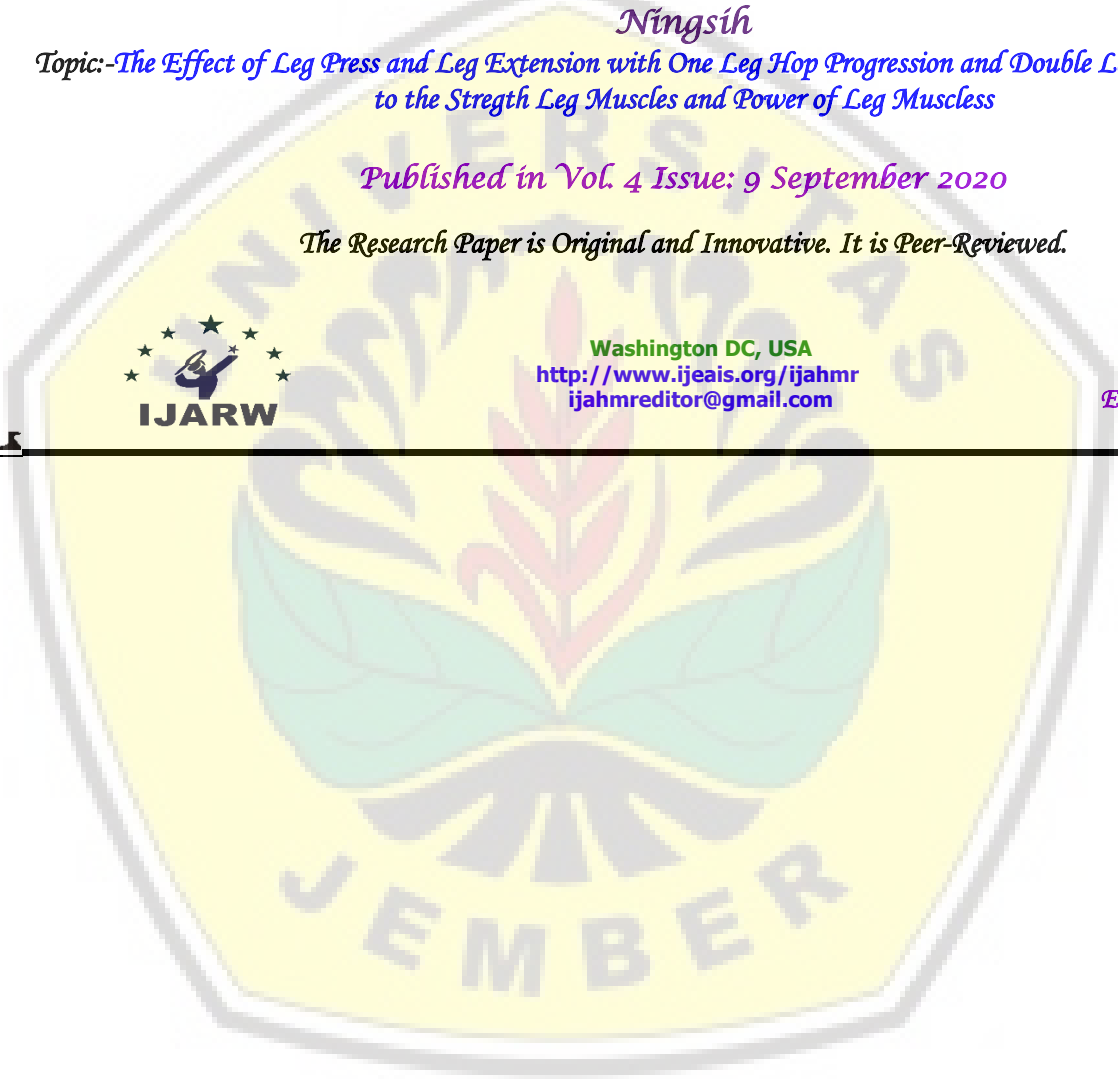 Ningsih
Topic:-The Effect of Leg Press and Leg Extension with One Leg Hop Progression and Double L
to the Stregth Leg Muscles and Power of Leg Muscless
Published in Vol. 4 Issue: 9 September 2020
The Research Paper is Original and Innovative. It is Peer-Reviewed.
IJARW
Washington DC, USA
http://www.ijeais.org/ijahmr
ijahmreditor@gmail.com
E
UNIVERSITAS
JEMBER